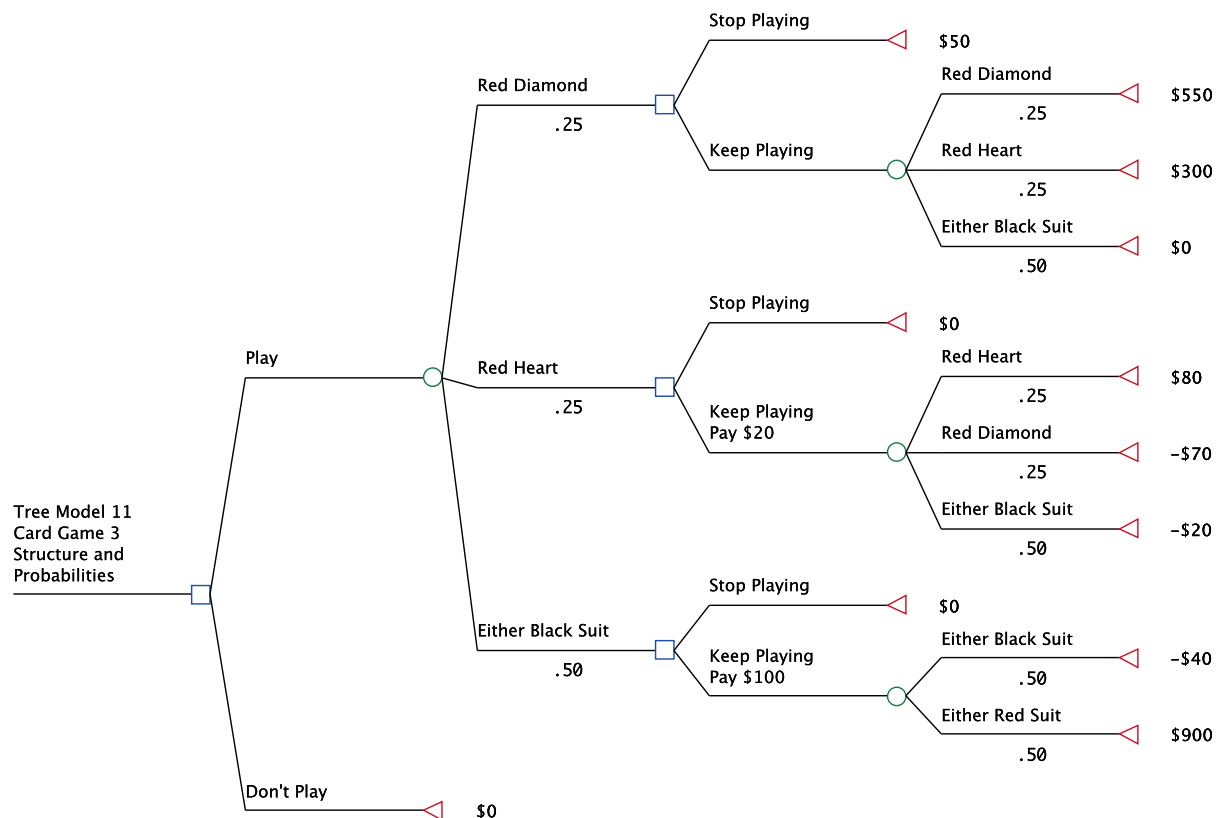 Stop Playing
$50
Red Diamond
$550
.25
Red Diamond
.25
Keep Playing
Red Heart
$300
.25
Either Black Suit
$0
.50
Stop Playing
$0
Play
Red Heart
.25
Red Heart
$80
.25
Keep Playing
Pay $20
Red Diamond
-$70
.25
Either Black Suit
-$20
.50
Tree Model 11
Card Game 3
Structure and
Probabilities
Stop Playing
$0
Either Black Suit
.50
Keep Playing
Pay $100
Either Black Suit
-$40
.50
Either Red Suit
$900
.50
Don't Play
$0